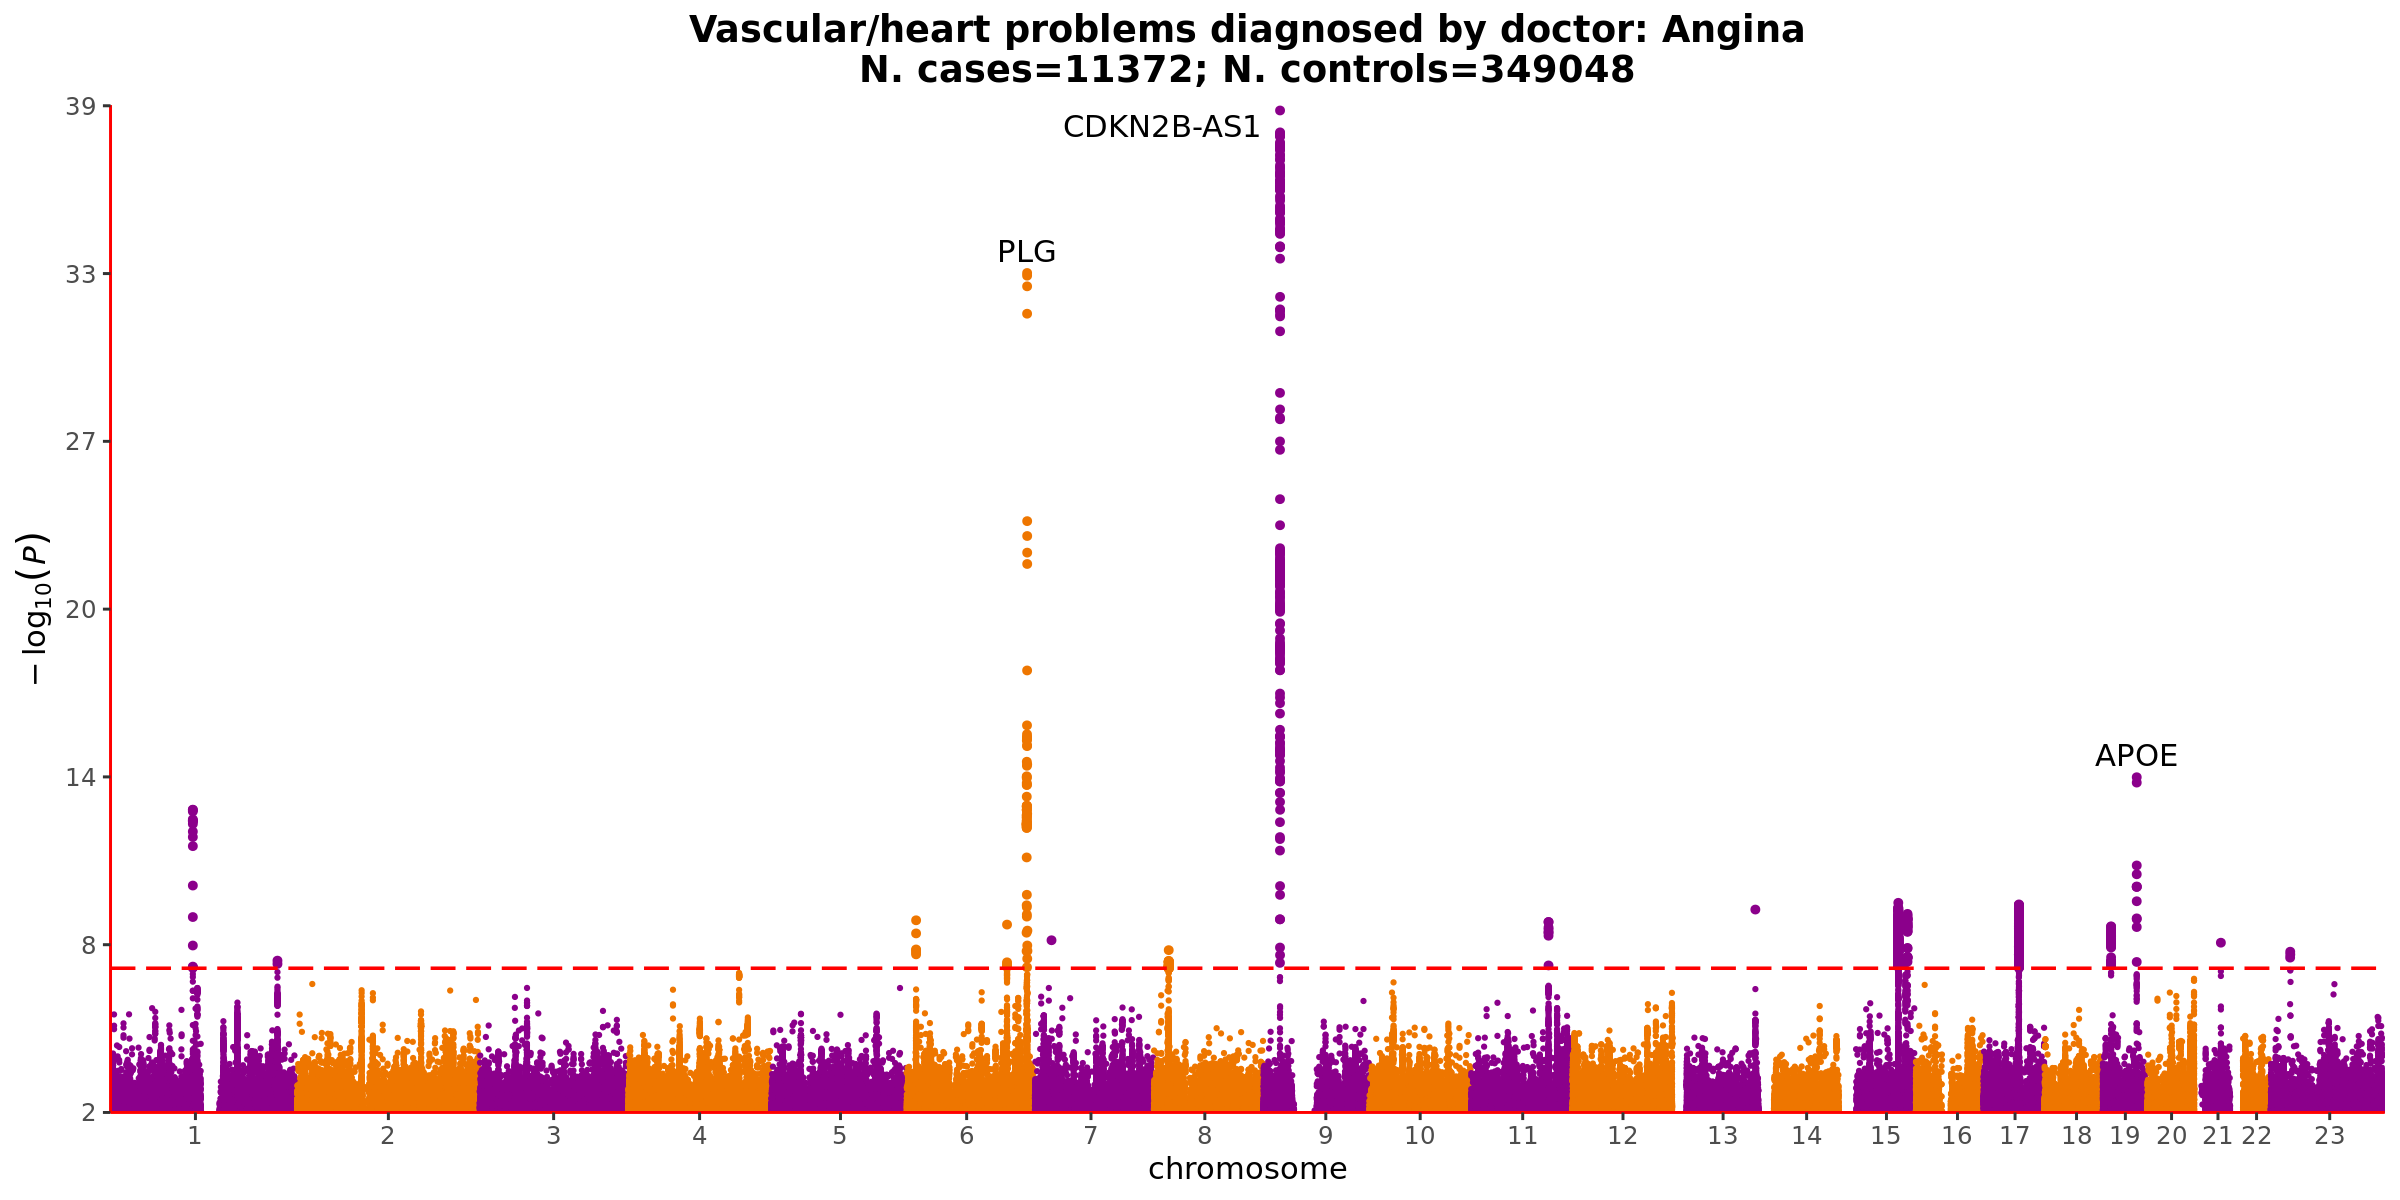 Vascular/heart problems diagnosed by doctor: Angina
N. cases=11372; N. controls=349048
39
CDKN2B-AS1
PLG
33
27
− log₁₀(P)
20
APOE
14
8
2
1 2 3 4 5 6 7 8 9 10 11 12 13 14 15 16 17 18 19 20 21 22 23
chromosome